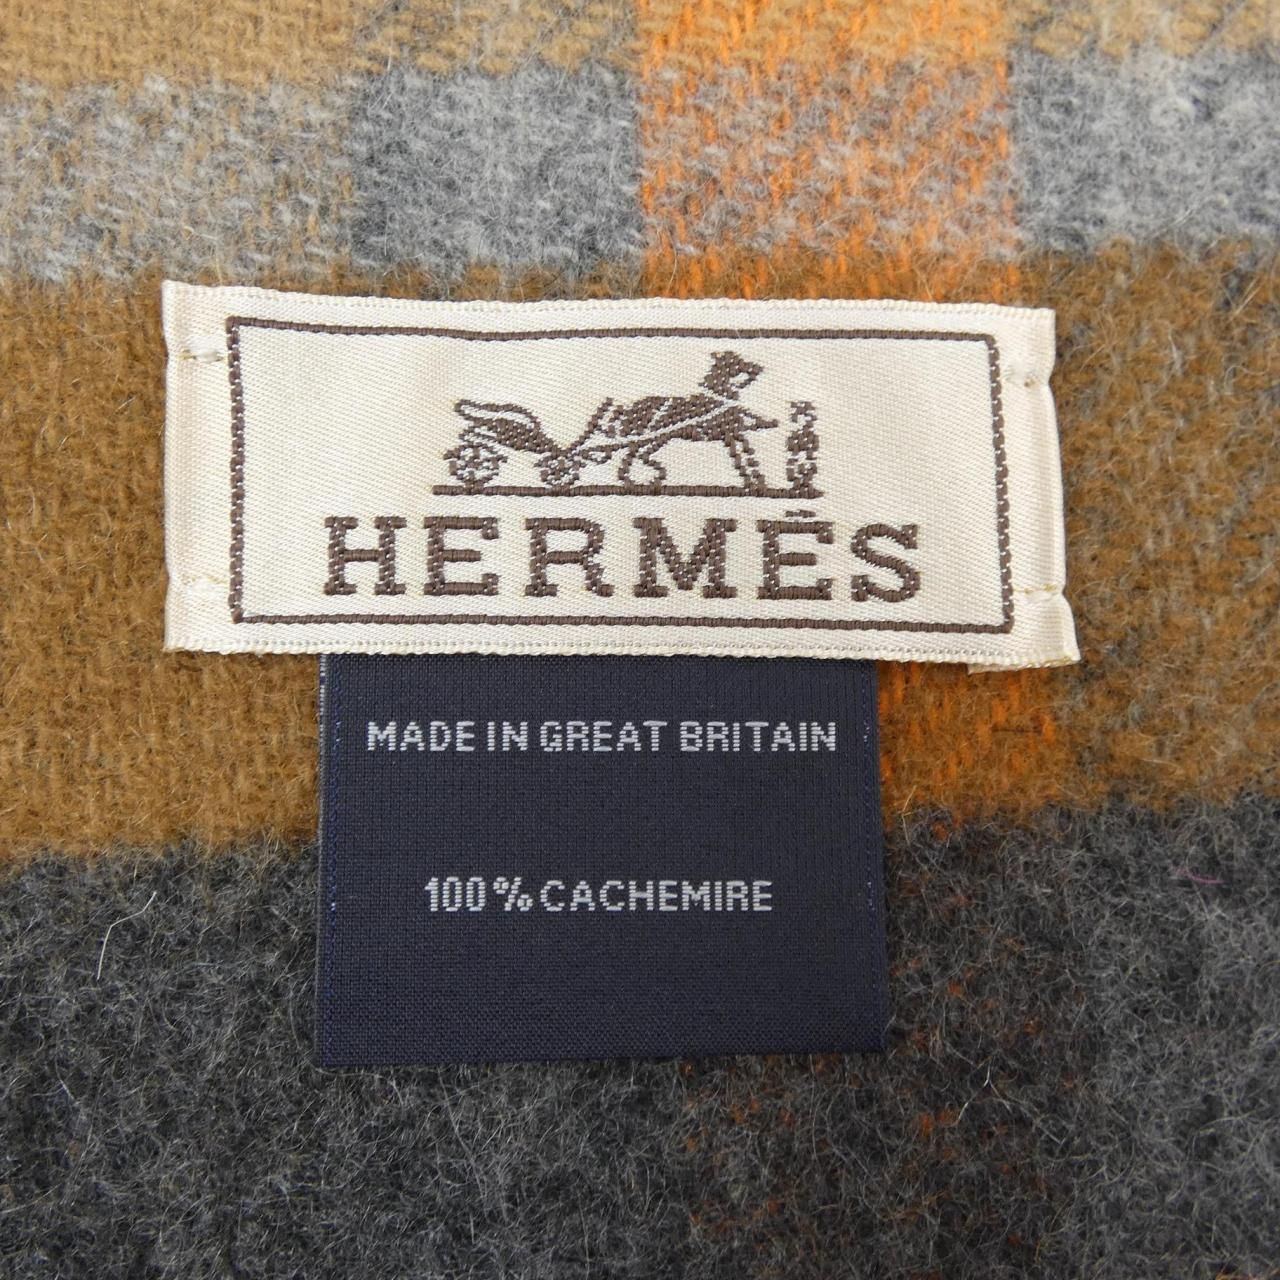 HERMÈS
MADE IN GREAT BRITAIN
100% CACHEMIRE